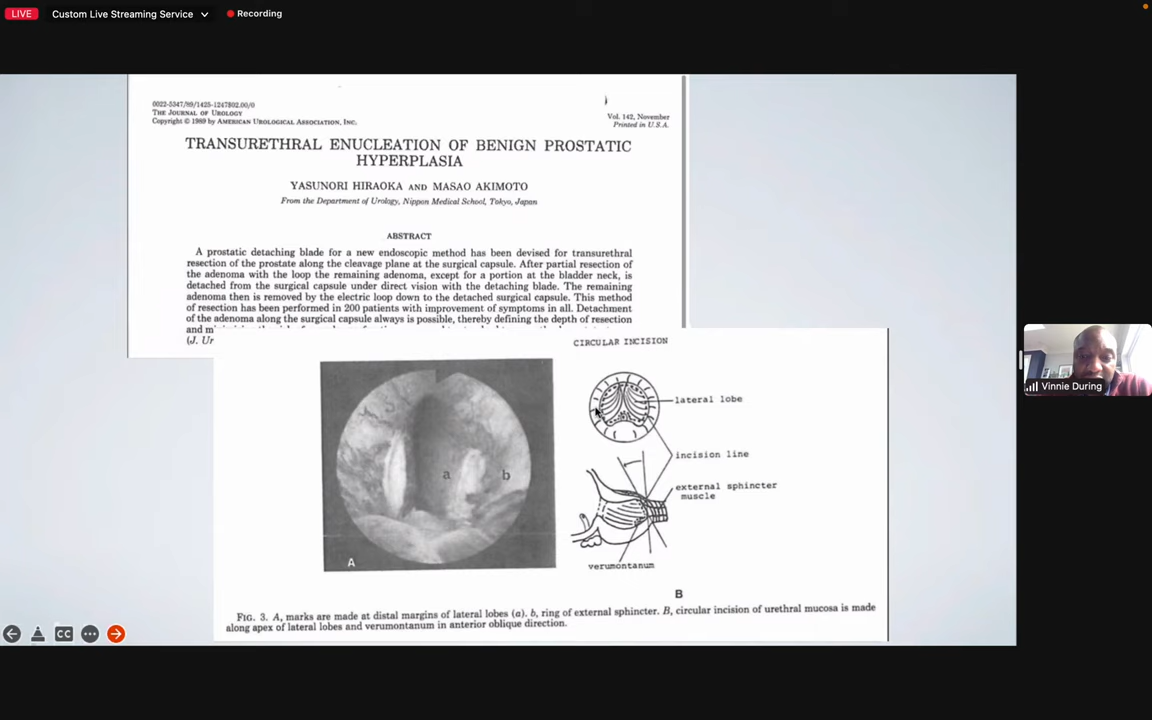 LIVE
Custom Live Streaming Service
Recording
0022-5347/89/1425-1247$02.00/0
THE JOURNAL OF UROLOGY
Copyright © 1989 by AMERICAN UROLOGICAL ASSOCIATION, INC.
Vol. 142, November
Printed in U.S.A.
TRANSURETHRAL ENUCLEATION OF BENIGN PROSTATIC
HYPERPLASIA
YASUNORI HIRAOKA AND MASAO AKIMOTO
From the Department of Urology, Nippon Medical School, Tokyo, Japan
ABSTRACT
A prostatic detaching blade for a new endoscopic method has been devised for transurethral
resection of the prostate along the cleavage plane at the surgical capsule. After partial resection of
the adenoma with the loop the remaining adenoma, except for a portion at the bladder neck, is
detached from the surgical capsule under direct vision with the detaching blade. The remaining
adenoma then is removed by the electric loop down to the detached surgical capsule. This method
of resection has been performed in 200 patients with improvement of symptoms in all. Detachment
of the adenoma along the surgical capsule always is possible, thereby defining the depth of resection
and
(J. Ur
CIRCULAR INCISION
lateral lobe
incision line
external sphincter
muscle
verumontanum
a
b
A
B
FIG. 3. A, marks are made at distal margins of lateral lobes (a). b, ring of external sphincter. B, circular incision of urethral mucosa is made
along apex of lateral lobes and verumontanum in anterior oblique direction.
CC
Vinnie During